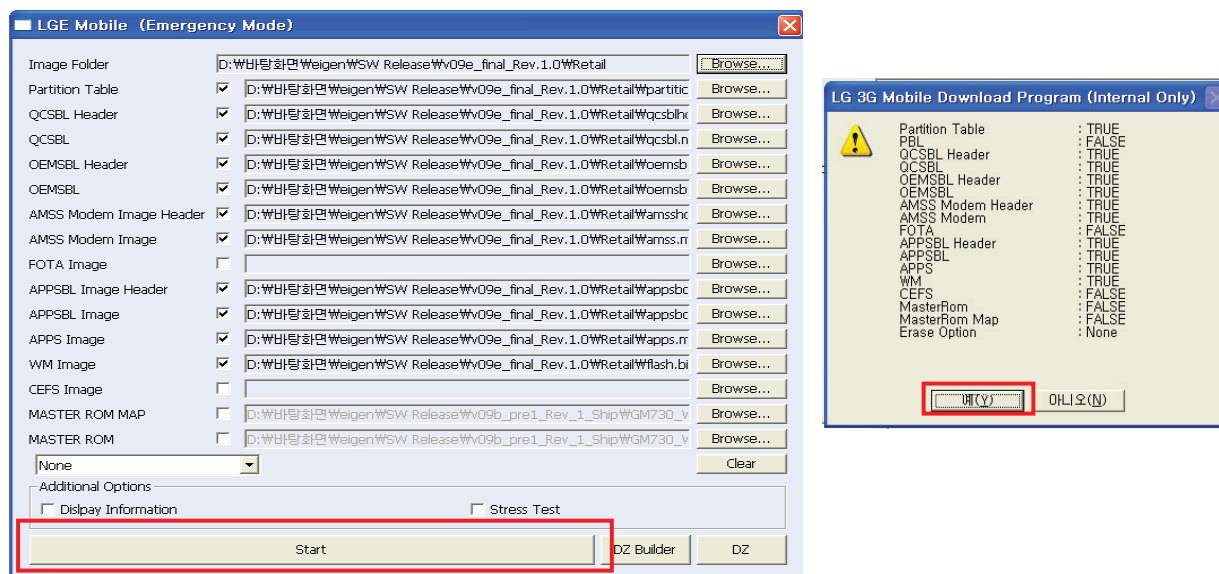 LGE Mobile (Emergency Mode)
Image Folder D:₩바탕화면₩eigen₩SW Release₩v09e_final_Rev.1.0₩Retail Browse...
Partition Table D:₩바탕화면₩eigen₩SW Release₩v09e_final_Rev.1.0₩Retail₩partitic Browse...
QCSBL Header D:₩바탕화면₩eigen₩SW Release₩v09e_final_Rev.1.0₩Retail₩qcsblhc Browse...
QCSBL D:₩바탕화면₩eigen₩SW Release₩v09e_final_Rev.1.0₩Retail₩qcsbl.n Browse...
OEMSBL Header D:₩바탕화면₩eigen₩SW Release₩v09e_final_Rev.1.0₩Retail₩oemsb Browse...
OEMSBL D:₩바탕화면₩eigen₩SW Release₩v09e_final_Rev.1.0₩Retail₩oemsb Browse...
AMSS Modem Image Header D:₩바탕화면₩eigen₩SW Release₩v09e_final_Rev.1.0₩Retail₩amsshc Browse...
AMSS Modem Image D:₩바탕화면₩eigen₩SW Release₩v09e_final_Rev.1.0₩Retail₩amss.m Browse...
FOTA Image Browse...
APPSBL Image Header D:₩바탕화면₩eigen₩SW Release₩v09e_final_Rev.1.0₩Retail₩appsbc Browse...
APPSBL Image D:₩바탕화면₩eigen₩SW Release₩v09e_final_Rev.1.0₩Retail₩appsbc Browse...
APPS Image D:₩바탕화면₩eigen₩SW Release₩v09e_final_Rev.1.0₩Retail₩apps.m Browse...
WM Image D:₩바탕화면₩eigen₩SW Release₩v09e_final_Rev.1.0₩Retail₩flash.bi Browse...
CEFS Image Browse...
MASTER ROM MAP D:₩바탕화면₩eigen₩SW Release₩v09b_pre1_Rev_1_Ship₩GM730_V Browse...
MASTER ROM D:₩바탕화면₩eigen₩SW Release₩v09b_pre1_Rev_1_Ship₩GM730_V Browse...
None Clear
Additional Options
Dislpay Information Stress Test
Start DZ Builder DZ
LG 3G Mobile Download Program (Internal Only)
Partition Table : TRUE
PBL : FALSE
QCSBL Header : TRUE
QCSBL : TRUE
OEMSBL Header : TRUE
OEMSBL : TRUE
AMSS Modem Header : TRUE
AMSS Modem : TRUE
FOTA : FALSE
APPSBL Header : TRUE
APPSBL : TRUE
APPS : TRUE
WM : TRUE
CEFS : FALSE
MasterRom : FALSE
MasterRom Map : FALSE
Erase Option : None
예(Y) 아니오(N)